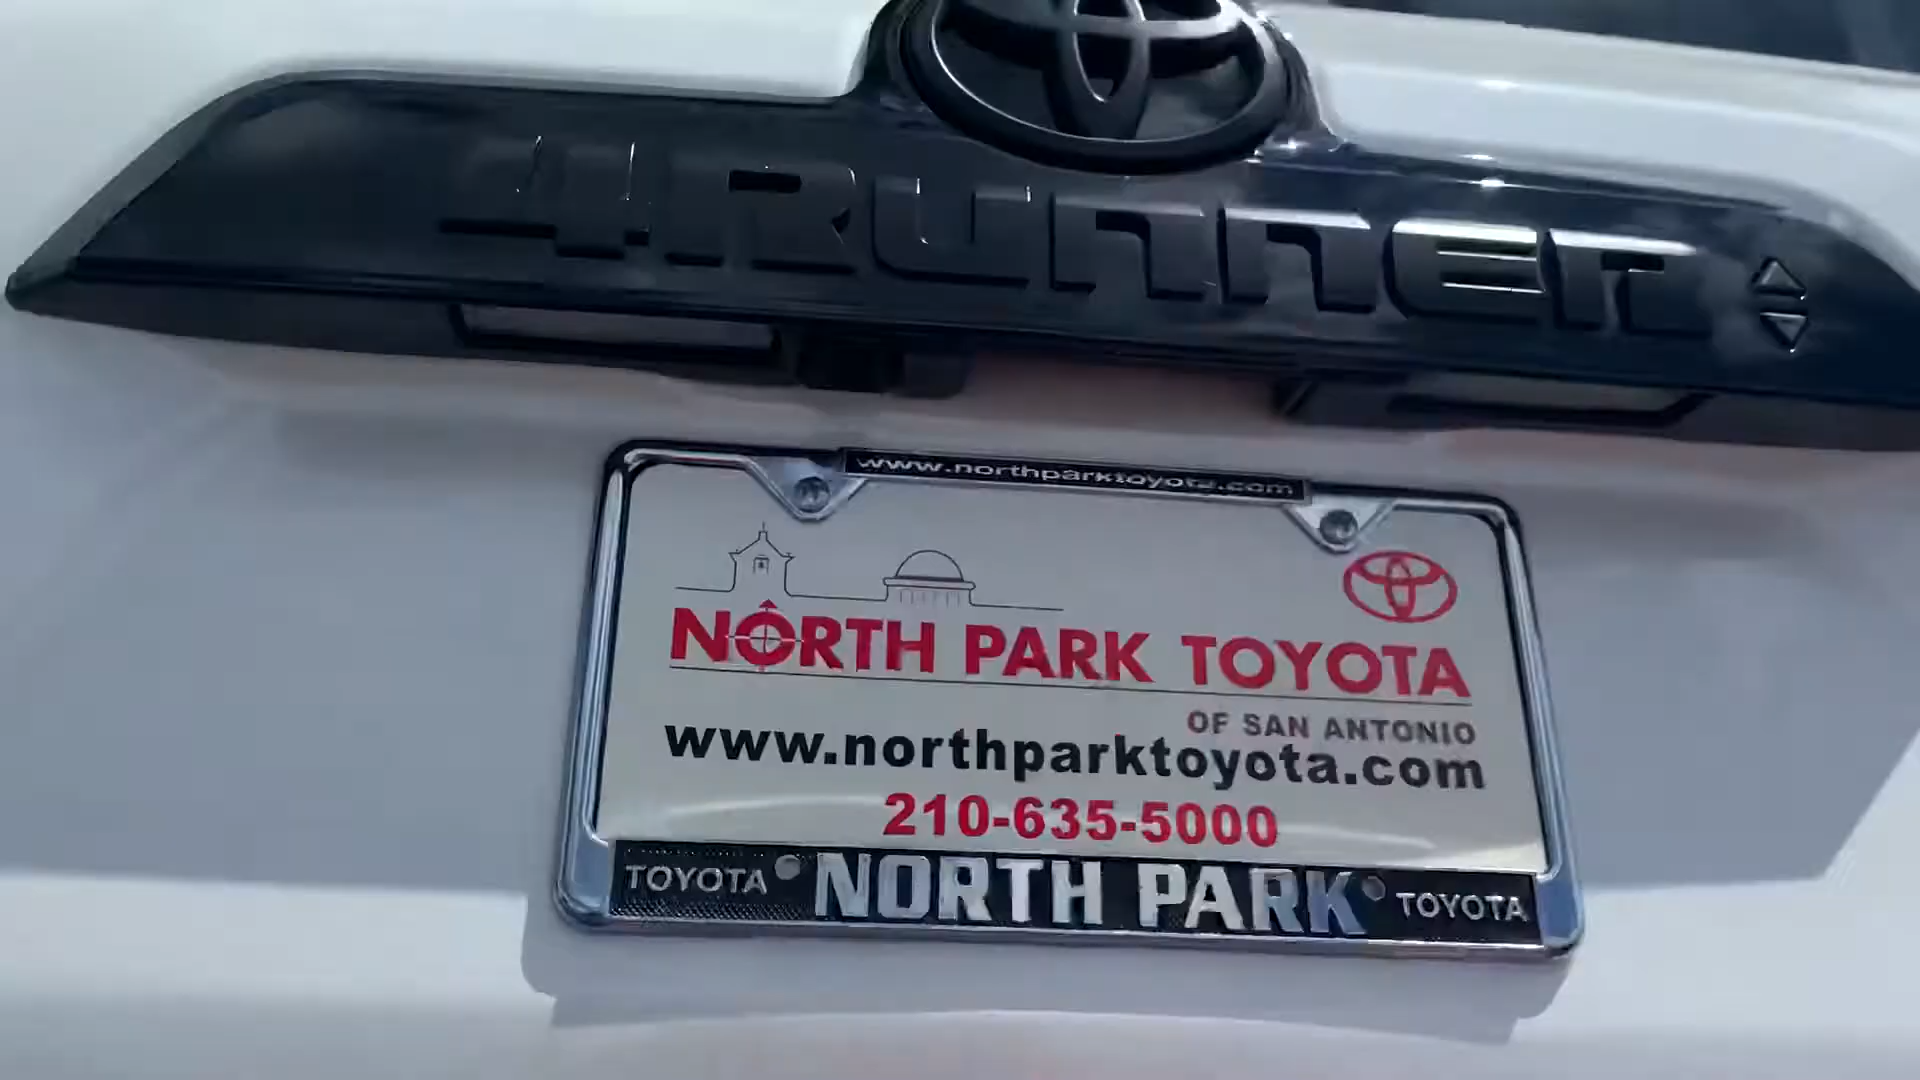 4Runner
www.northparktoyota.com
NORTH PARK TOYOTA
OF SAN ANTONIO
www.northparktoyota.com
210-635-5000
TOYOTA NORTH PARK TOYOTA